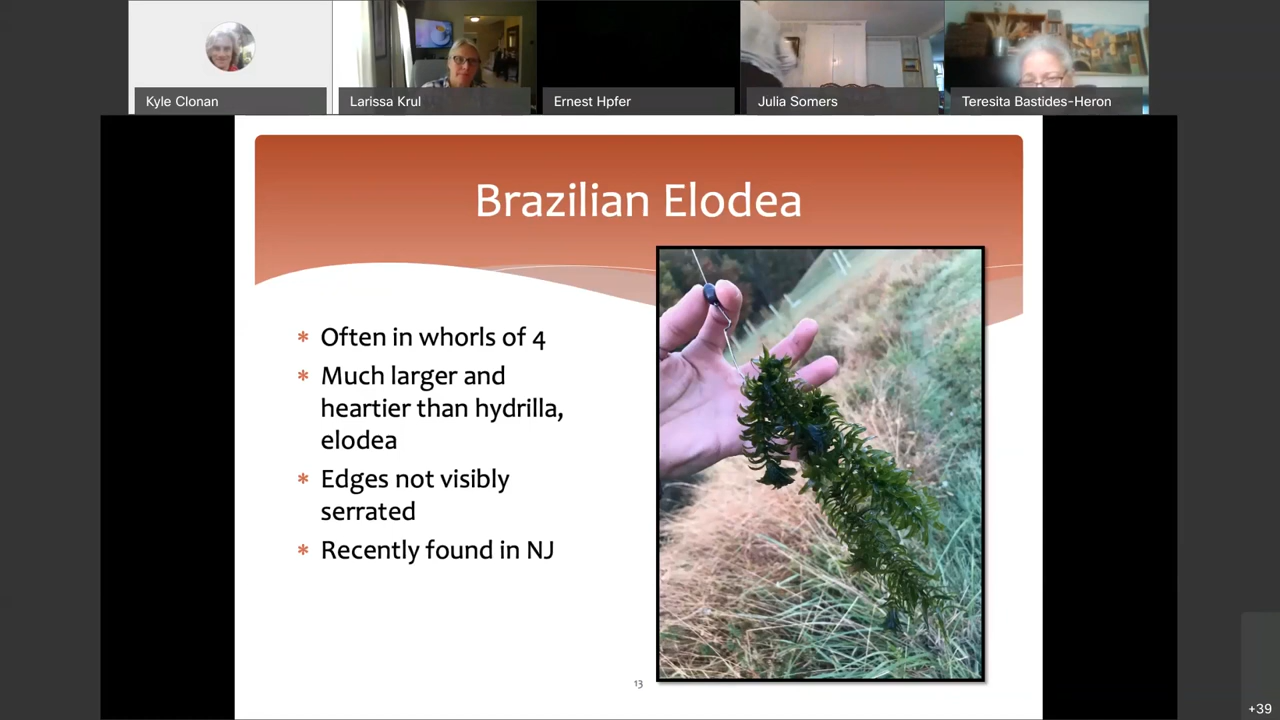 Kyle Clonan
Larissa Krul
Ernest Hpfer
Julia Somers
Teresita Bastides-Heron
Brazilian Elodea
* Often in whorls of 4
* Much larger and
heartier than hydrilla,
elodea
* Edges not visibly
serrated
* Recently found in NJ
13
+39